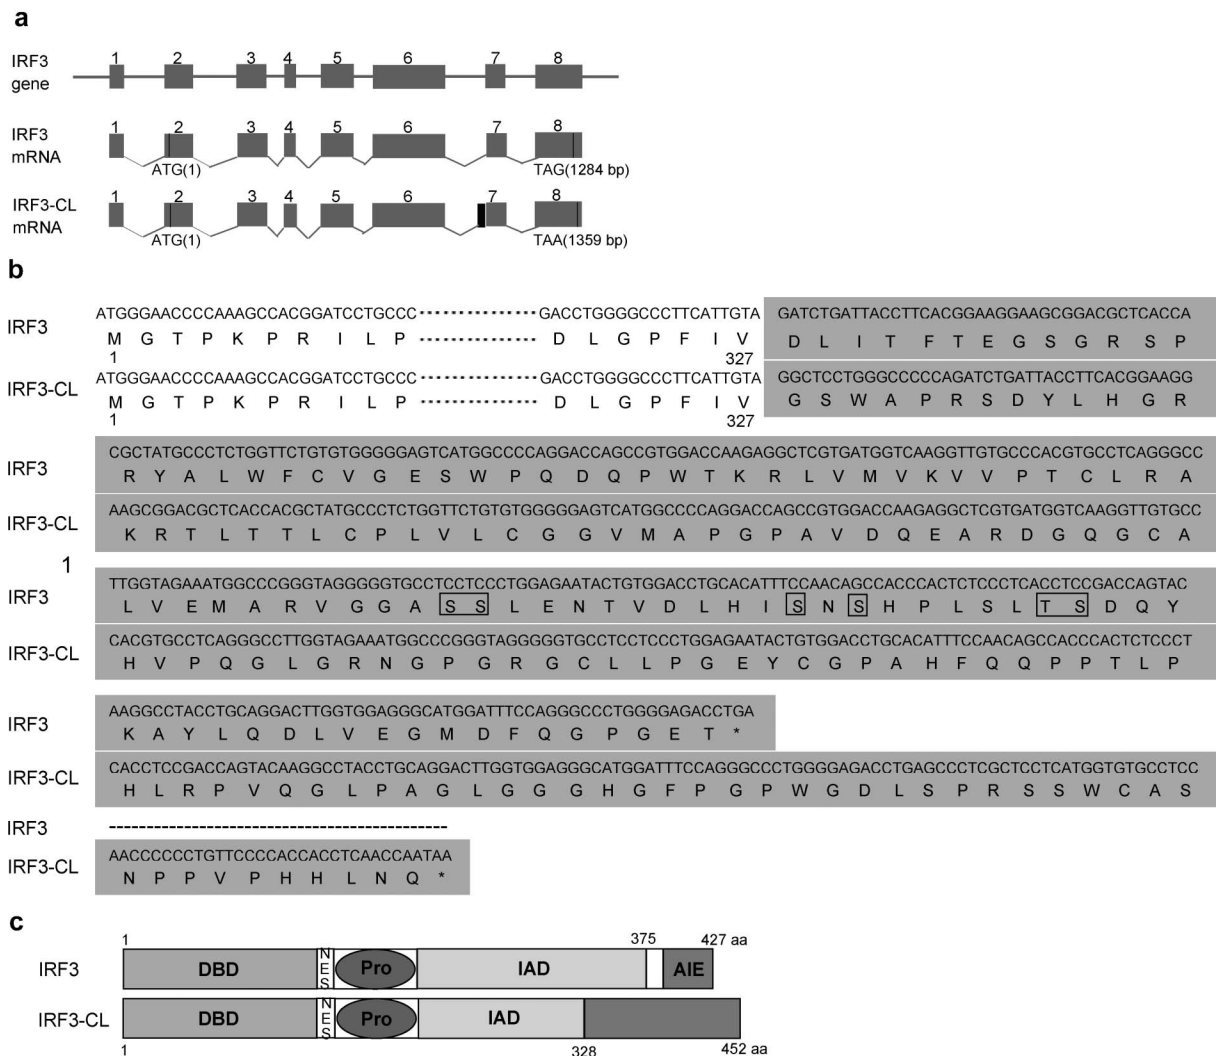 a
IRF3 gene
1 2 3 4 5 6 7 8
IRF3 mRNA
1 2 3 4 5 6 7 8
ATG(1) TAG(1284 bp)
IRF3-CL mRNA
1 2 3 4 5 6 7 8
ATG(1) TAA(1359 bp)
b
IRF3
ATGGGAACCCCAAAGCCACGGATCCTGCCC GACCTGGGGCCCTTCATTGTA GATCTGATTACCTTCACGGAAGGAAGCGGACGCTCACCA
M G T P K P R I L P D L G P F I V D L I T F T E G S G R S P
1 327
IRF3-CL
ATGGGAACCCCAAAGCCACGGATCCTGCCC GACCTGGGGCCCTTCATTGTA GGCTCCTGGGCCCCCAGATCTGATTACCTTCACGGAAGG
M G T P K P R I L P D L G P F I V G S W A P R S D Y L H G R
1 327
IRF3
CGCTATGCCCTCTGGTTCTGTGTGGGGGAGTCATGGCCCCAGGACCAGCCGTGGACCAAGAGGCTCGTGATGGTCAAGGTTGTGCCCACGTGCCTCAGGGCC
R Y A L W F C V G E S W P Q D Q P W T K R L V M V K V V P T C L R A
IRF3-CL
AAGCGGACGCTCACCACGCTATGCCCTCTGGTTCTGTGTGGGGGAGTCATGGCCCCAGGACCAGCCGTGGACCAAGAGGCTCGTGATGGTCAAGGTTGTGCC
K R T L T T L C P L V L C G G V M A P G P A V D Q E A R D G Q G C A
1
IRF3
TTGGTAGAAATGGCCCGGGTAGGGGGTGCCTCCTCCCTGGAGAATACTGTGGACCTGCACATTTCCAACAGCCACCCACTCTCCCTCACCTCCGACCAGTAC
L V E M A R V G G A S S L E N T V D L H I S N S H P L S L T S D Q Y
IRF3-CL
CACGTGCCTCAGGGCCTTGGTAGAAATGGCCCGGGTAGGGGGTGCCTCCTCCCTGGAGAATACTGTGGACCTGCACATTTCCAACAGCCACCCACTCTCCCT
H V P Q G L G R N G P G R G C L L P G E Y C G P A H F Q Q P P T L P
IRF3
AAGGCCTACCTGCAGGACTTGGTGGAGGGCATGGATTTCCAGGGCCCTGGGGAGACCTGA
K A Y L Q D L V E G M D F Q G P G E T *
IRF3-CL
CACCTCCGACCAGTACAAGGCCTACCTGCAGGACTTGGTGGAGGGCATGGATTTCCAGGGCCCTGGGGAGACCTGAGCCCTCGCTCCTCATGGTGTGCCTCC
H L R P V Q G L P A G L G G G H G F P G P W G D L S P R S S W C A S
IRF3
IRF3-CL
AACCCCCCTGTTCCCCACCACCTCAACCAATAA
N P P V P H H L N Q *
c
1 375 427 aa
IRF3 DBD NES Pro IAD AIE
IRF3-CL DBD NES Pro IAD
1 328 452 aa